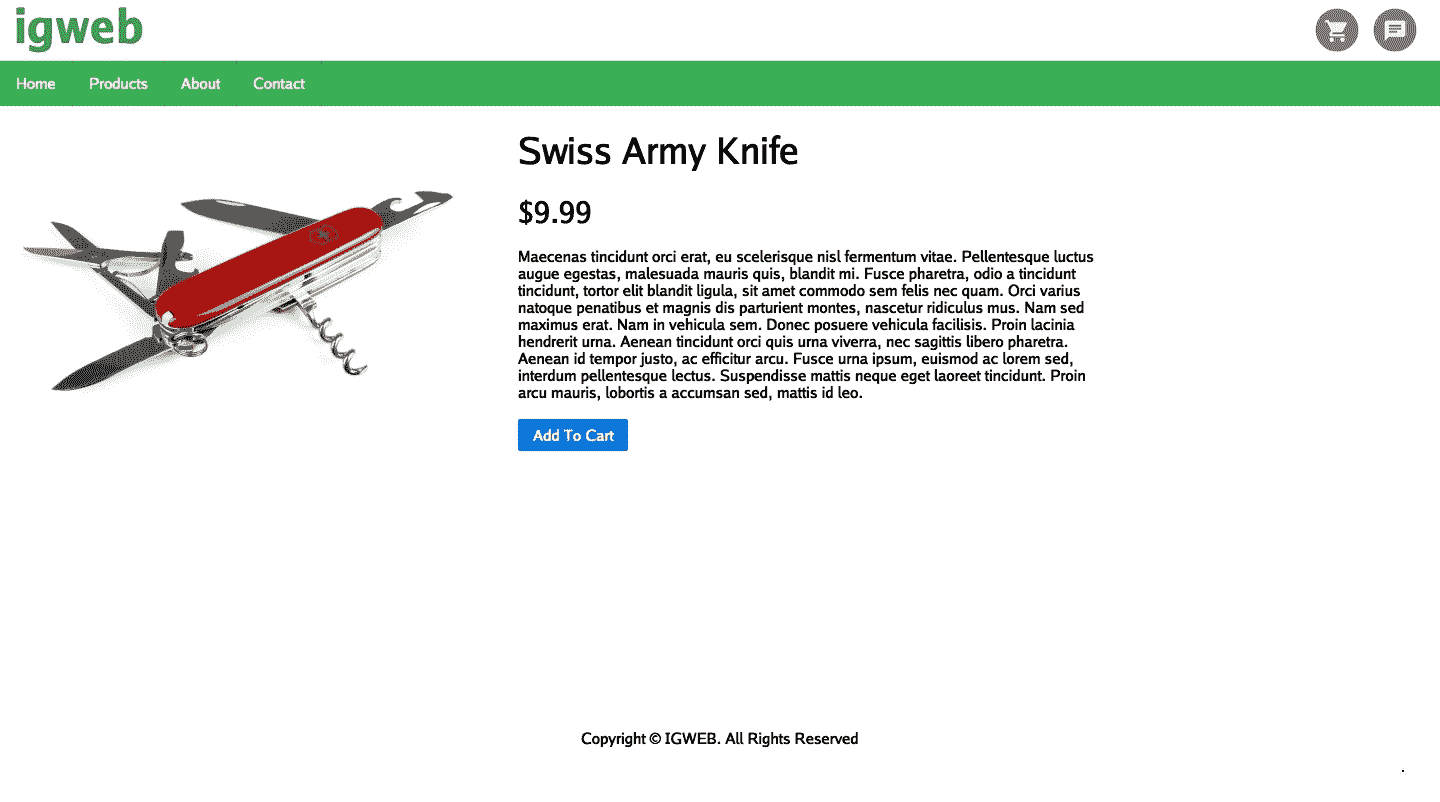 igweb
Home Products About Contact
Swiss Army Knife
$9.99
Maecenas tincidunt orci erat, eu scelerisque nisl fermentum vitae. Pellentesque luctus
augue egestas, malesuada mauris quis, blandit mi. Fusce pharetra, odio a tincidunt
tincidunt, tortor elit blandit ligula, sit amet commodo sem felis nec quam. Orci varius
natoque penatibus et magnis dis parturient montes, nascetur ridiculus mus. Nam sed
maximus erat. Nam in vehicula sem. Donec posuere vehicula facilisis. Proin lacinia
hendrerit urna. Aenean tincidunt orci quis urna viverra, nec sagittis libero pharetra.
Aenean id tempor justo, ac efficitur arcu. Fusce urna ipsum, euismod ac lorem sed,
interdum pellentesque lectus. Suspendisse mattis neque eget laoreet tincidunt. Proin
arcu mauris, lobortis a accumsan sed, mattis id leo.
Add To Cart
Copyright © IGWEB. All Rights Reserved